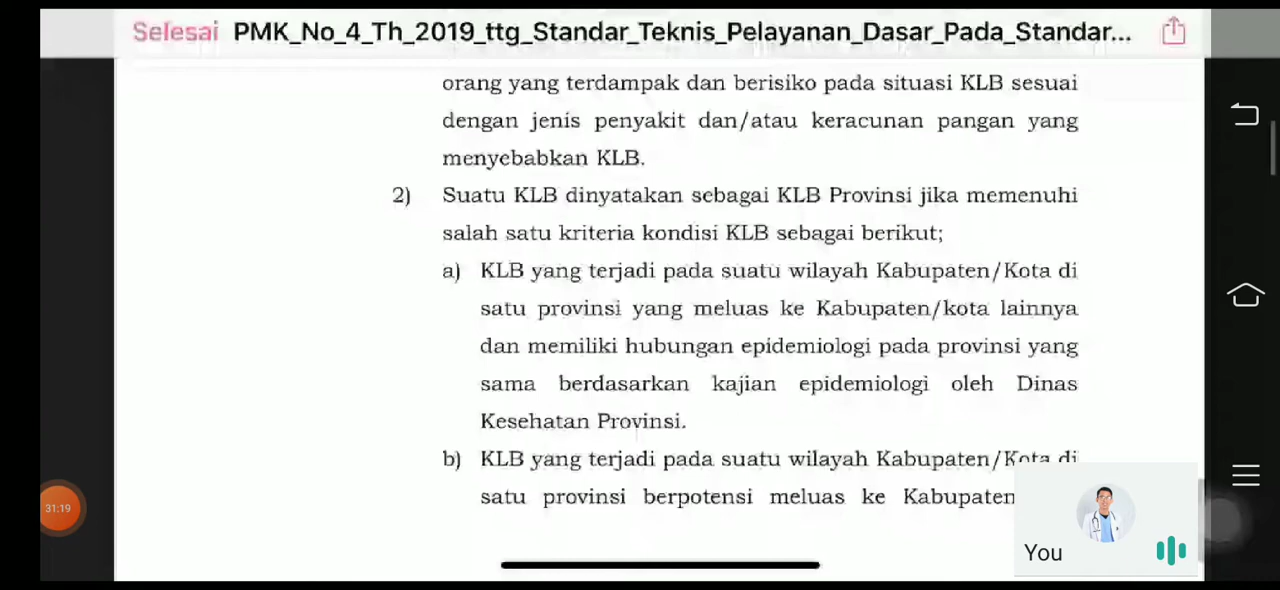 Selesai PMK_No_4_Th_2019_ttg_Standar_Teknis_Pelayanan_Dasar_Pada_Standar...
orang yang terdampak dan berisiko pada situasi KLB sesuai
dengan jenis penyakit dan/atau keracunan pangan yang
menyebabkan KLB.
2) Suatu KLB dinyatakan sebagai KLB Provinsi jika memenuhi
salah satu kriteria kondisi KLB sebagai berikut;
a) KLB yang terjadi pada suatu wilayah Kabupaten/Kota di
satu provinsi yang meluas ke Kabupaten/kota lainnya
dan memiliki hubungan epidemiologi pada provinsi yang
sama berdasarkan kajian epidemiologi oleh Dinas
Kesehatan Provinsi.
b) KLB yang terjadi pada suatu wilayah Kabupaten/Kota di
satu provinsi berpotensi meluas ke Kabupaten
31:19
You